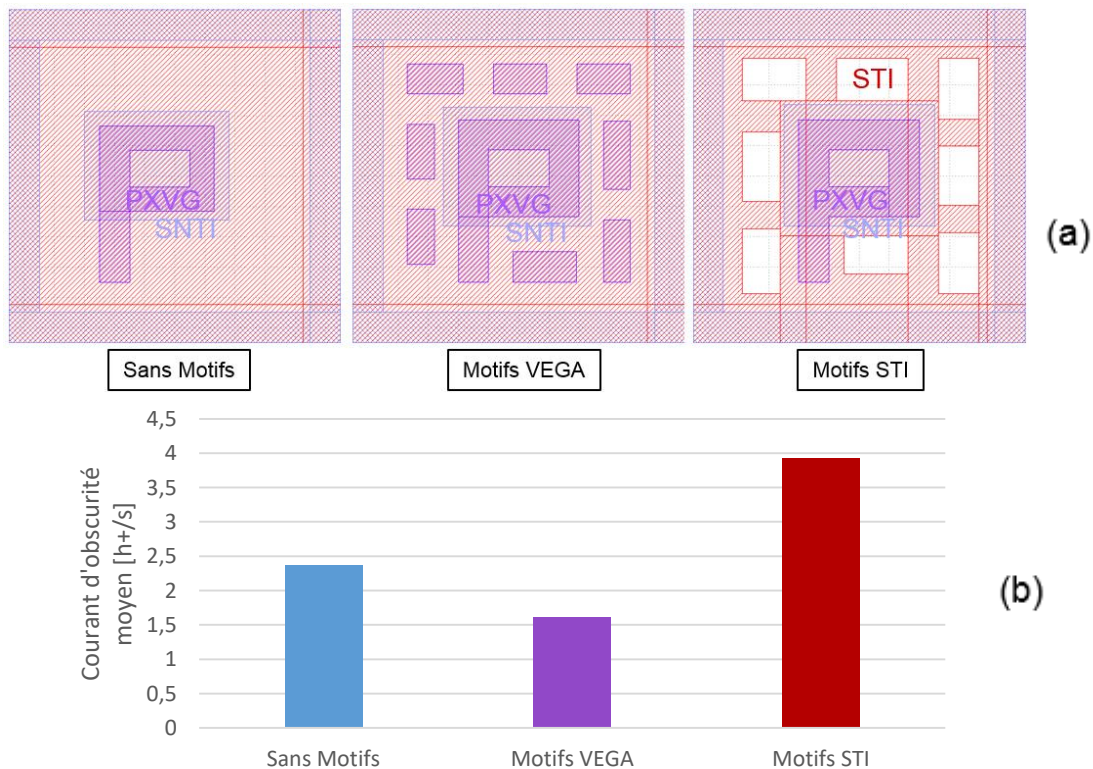 STI
PXVG
SNTI
PXVG
SNTI
PXVG
SNTI
(a)
Sans Motifs
Motifs VEGA
Motifs STI
Courant d'obscurité
moyen [h+/s]
4,5
4
3,5
3
2,5
2
1,5
1
0,5
0
Sans Motifs
Motifs VEGA
Motifs STI
(b)